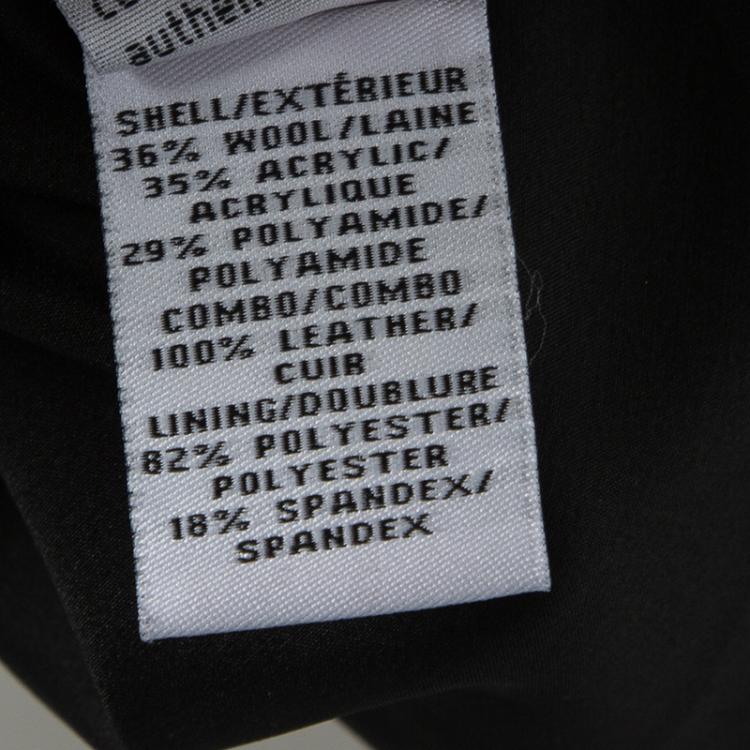 SHELL/EXTÉRIEUR
36% WOOL/LAINE
35% ACRYLIC/
ACRYLIQUE
29% POLYAMIDE/
POLYAMIDE
COMBO/COMBO
100% LEATHER/
CUIR
LINING/DOUBLURE
82% POLYESTER/
POLYESTER
18% SPANDEX/
SPANDEX